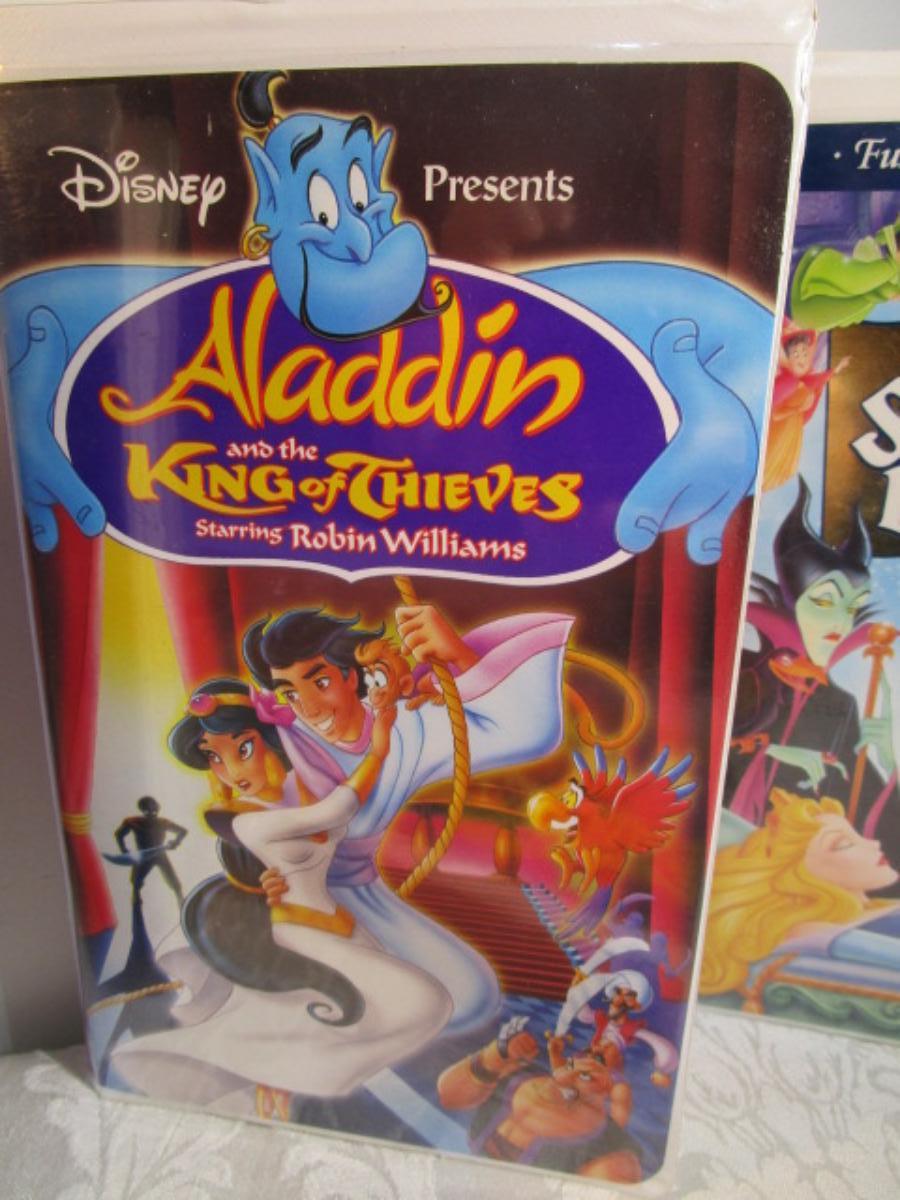 Disney Presents
Aladdin
and the
King of Thieves
Starring Robin Williams